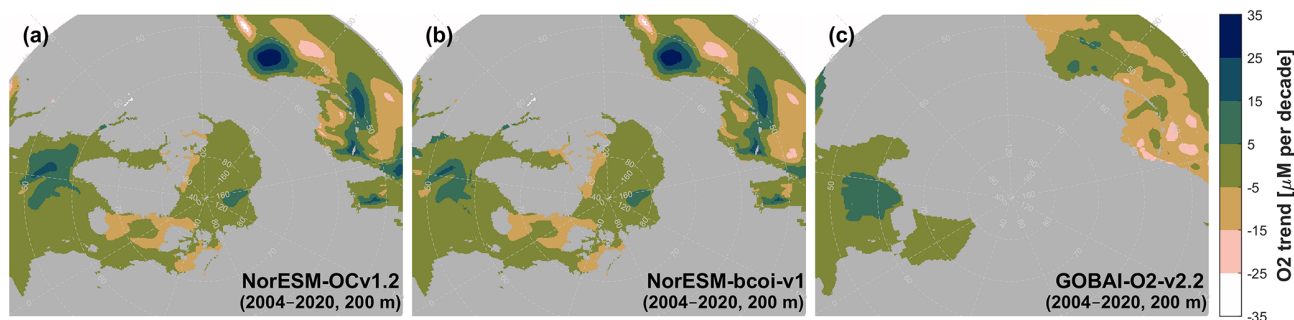 (a)
NorESM-OCv1.2
(2004–2020, 200 m)
(b)
NorESM-bcoi-v1
(2004–2020, 200 m)
(c)
GOBAI-O2-v2.2
(2004–2020, 200 m)
35
25
15
5
-5
-15
-25
-35
O2 trend [μM per decade]